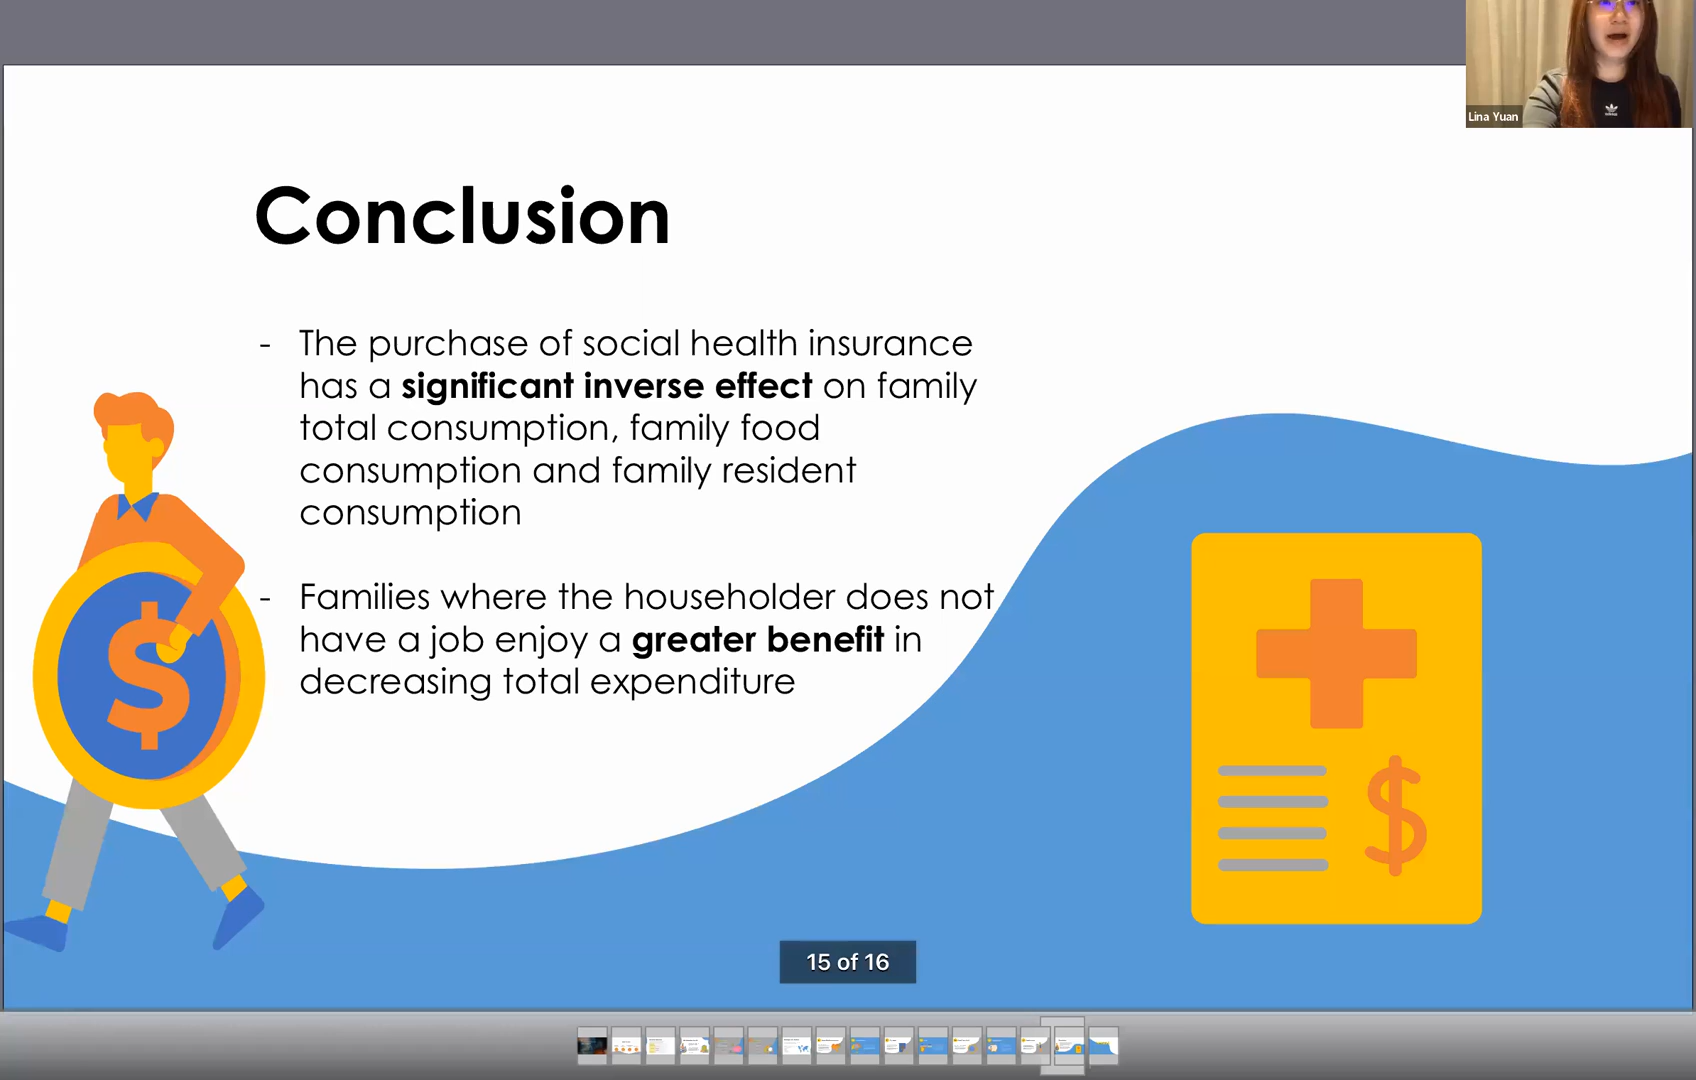 Lina Yuan
Conclusion
- The purchase of social health insurance
has a significant inverse effect on family
total consumption, family food
consumption and family resident
consumption
- Families where the householder does not
have a job enjoy a greater benefit in
decreasing total expenditure
$
$
15 of 16